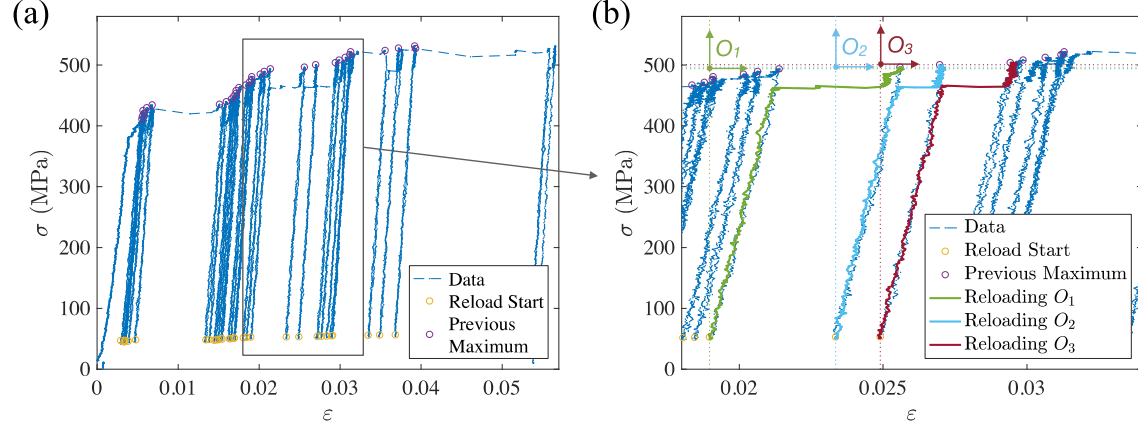 (a)
500
400
300
200
100
0
σ (MPa)
0
0.01
0.02
0.03
0.04
0.05
ε
Data
Reload Start
Previous
Maximum
(b)
O1
O2
O3
500
400
300
200
100
0
σ (MPa)
0.02
0.025
0.03
ε
Data
Reload Start
Previous Maximum
Reloading O1
Reloading O2
Reloading O3